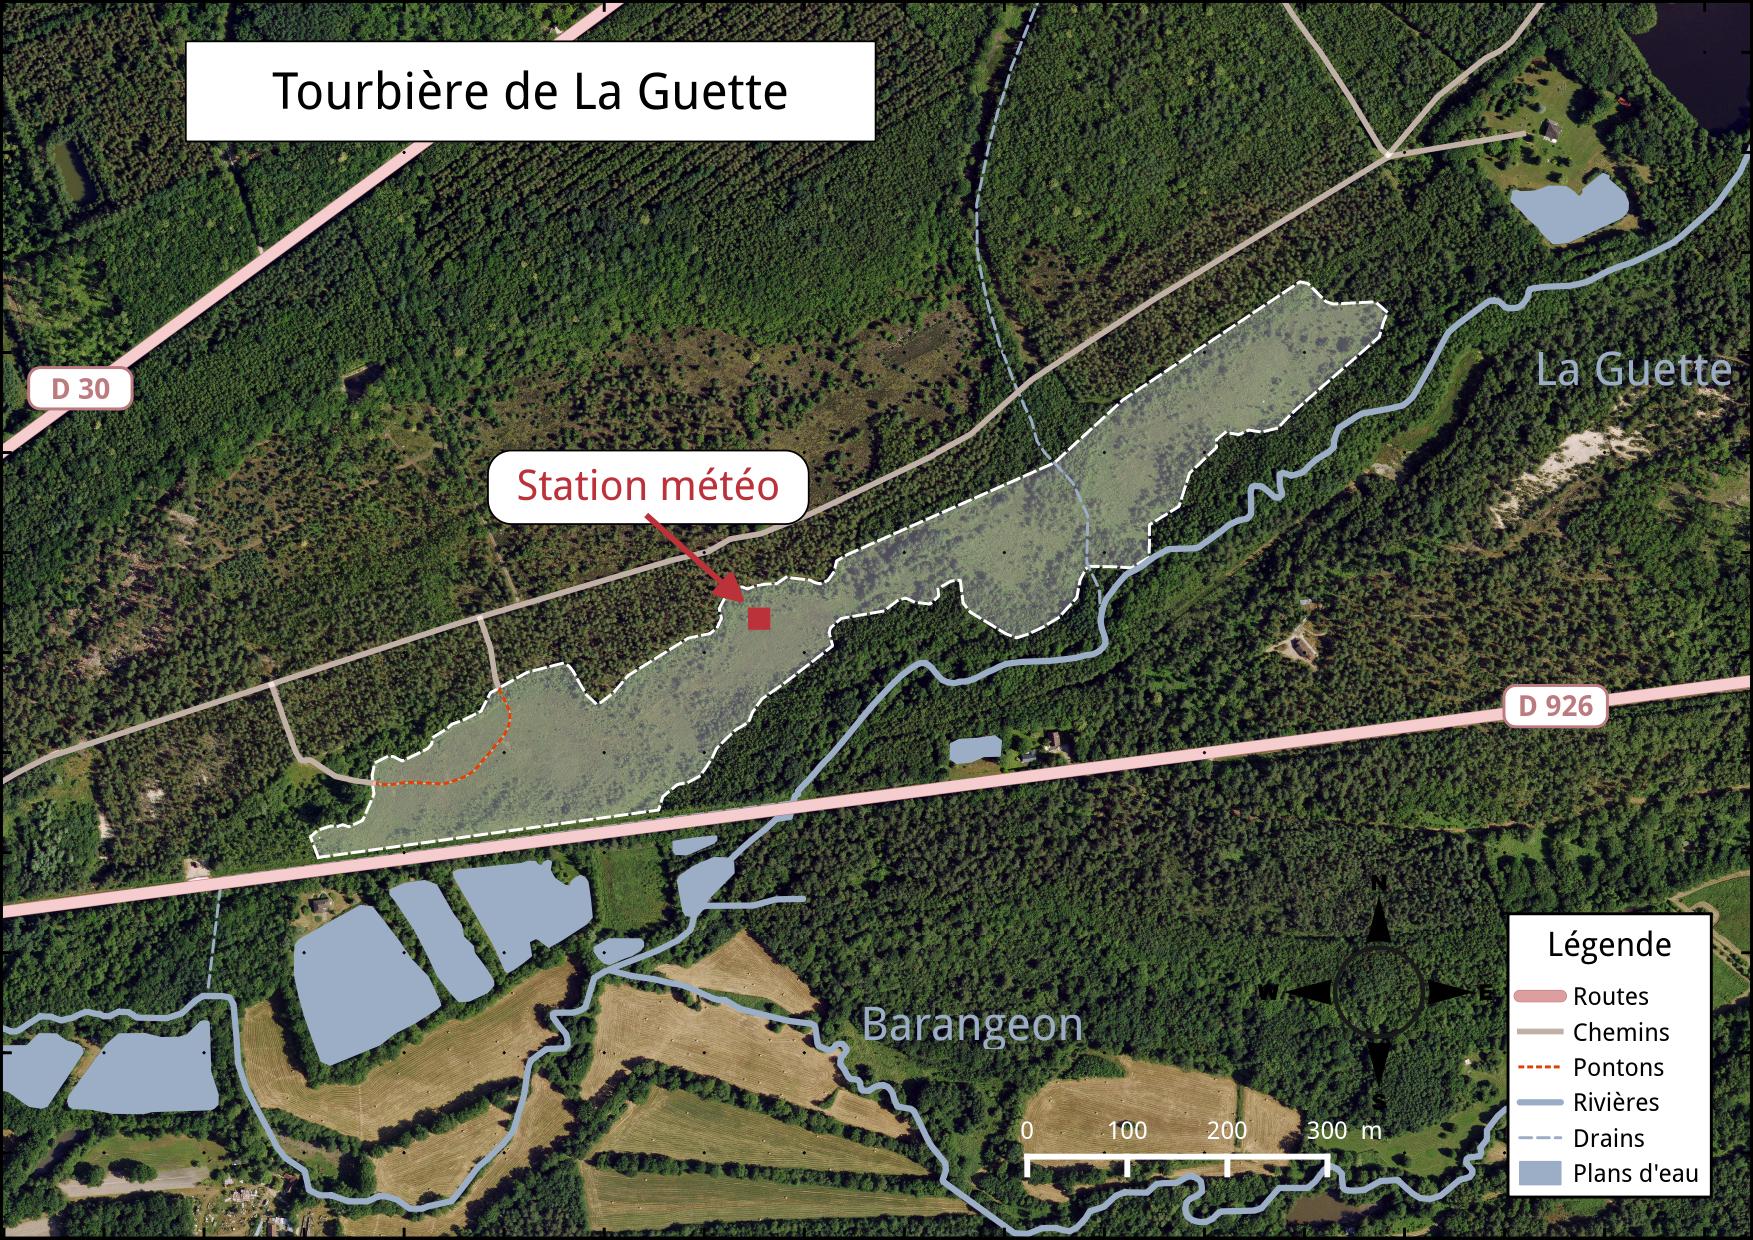 Tourbière de La Guette
D 30
La Guette
Station météo
D 926
N
W
E
S
Barangeon
0 100 200 300 m
Légende
Routes
Chemins
Pontons
Rivières
Drains
Plans d'eau